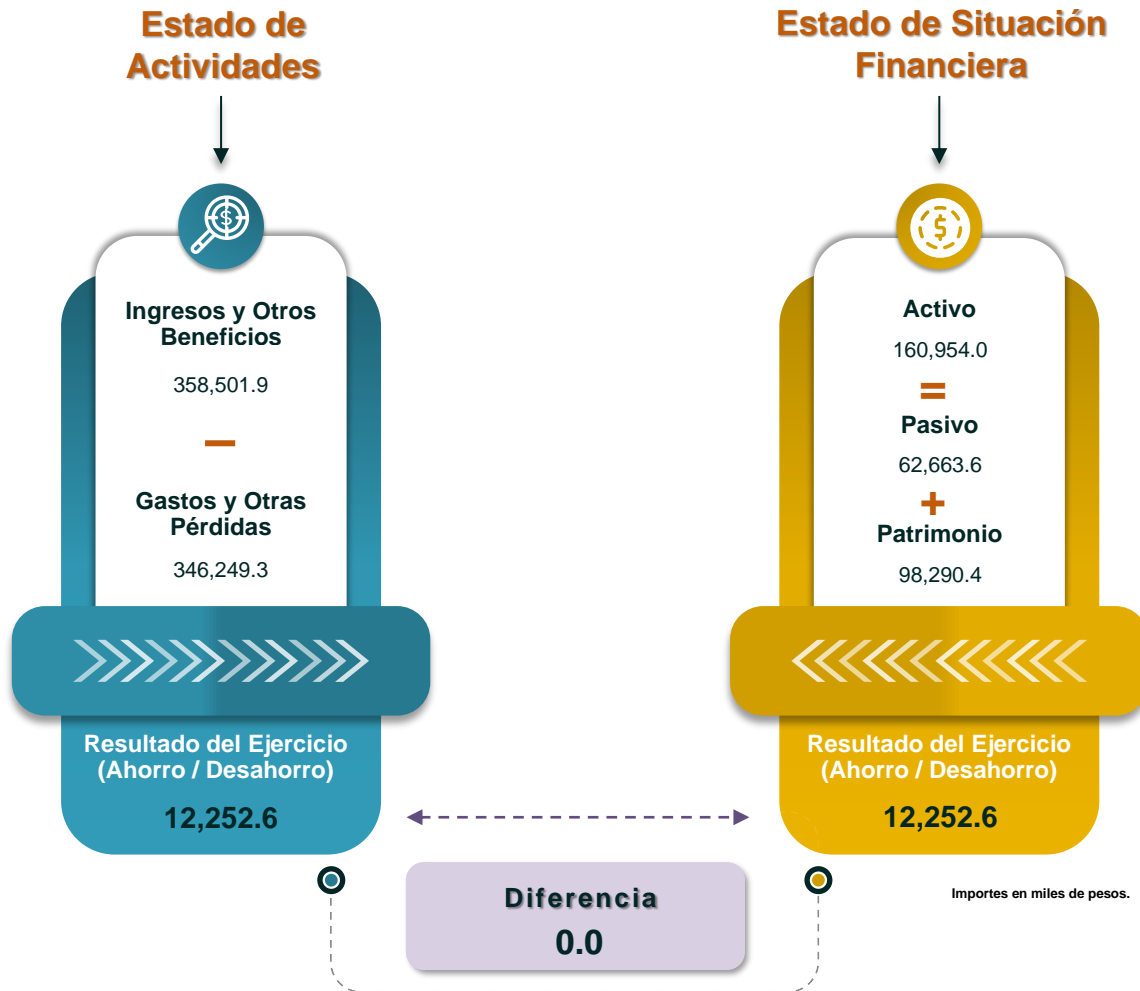 Estado de
Actividades
Ingresos y Otros
Beneficios
358,501.9
−
Gastos y Otras
Pérdidas
346,249.3
Resultado del Ejercicio
(Ahorro / Desahorro)
12,252.6
Estado de Situación
Financiera
$
Activo
160,954.0
=
Pasivo
62,663.6
+
Patrimonio
98,290.4
Resultado del Ejercicio
(Ahorro / Desahorro)
12,252.6
Diferencia
0.0
Importes en miles de pesos.